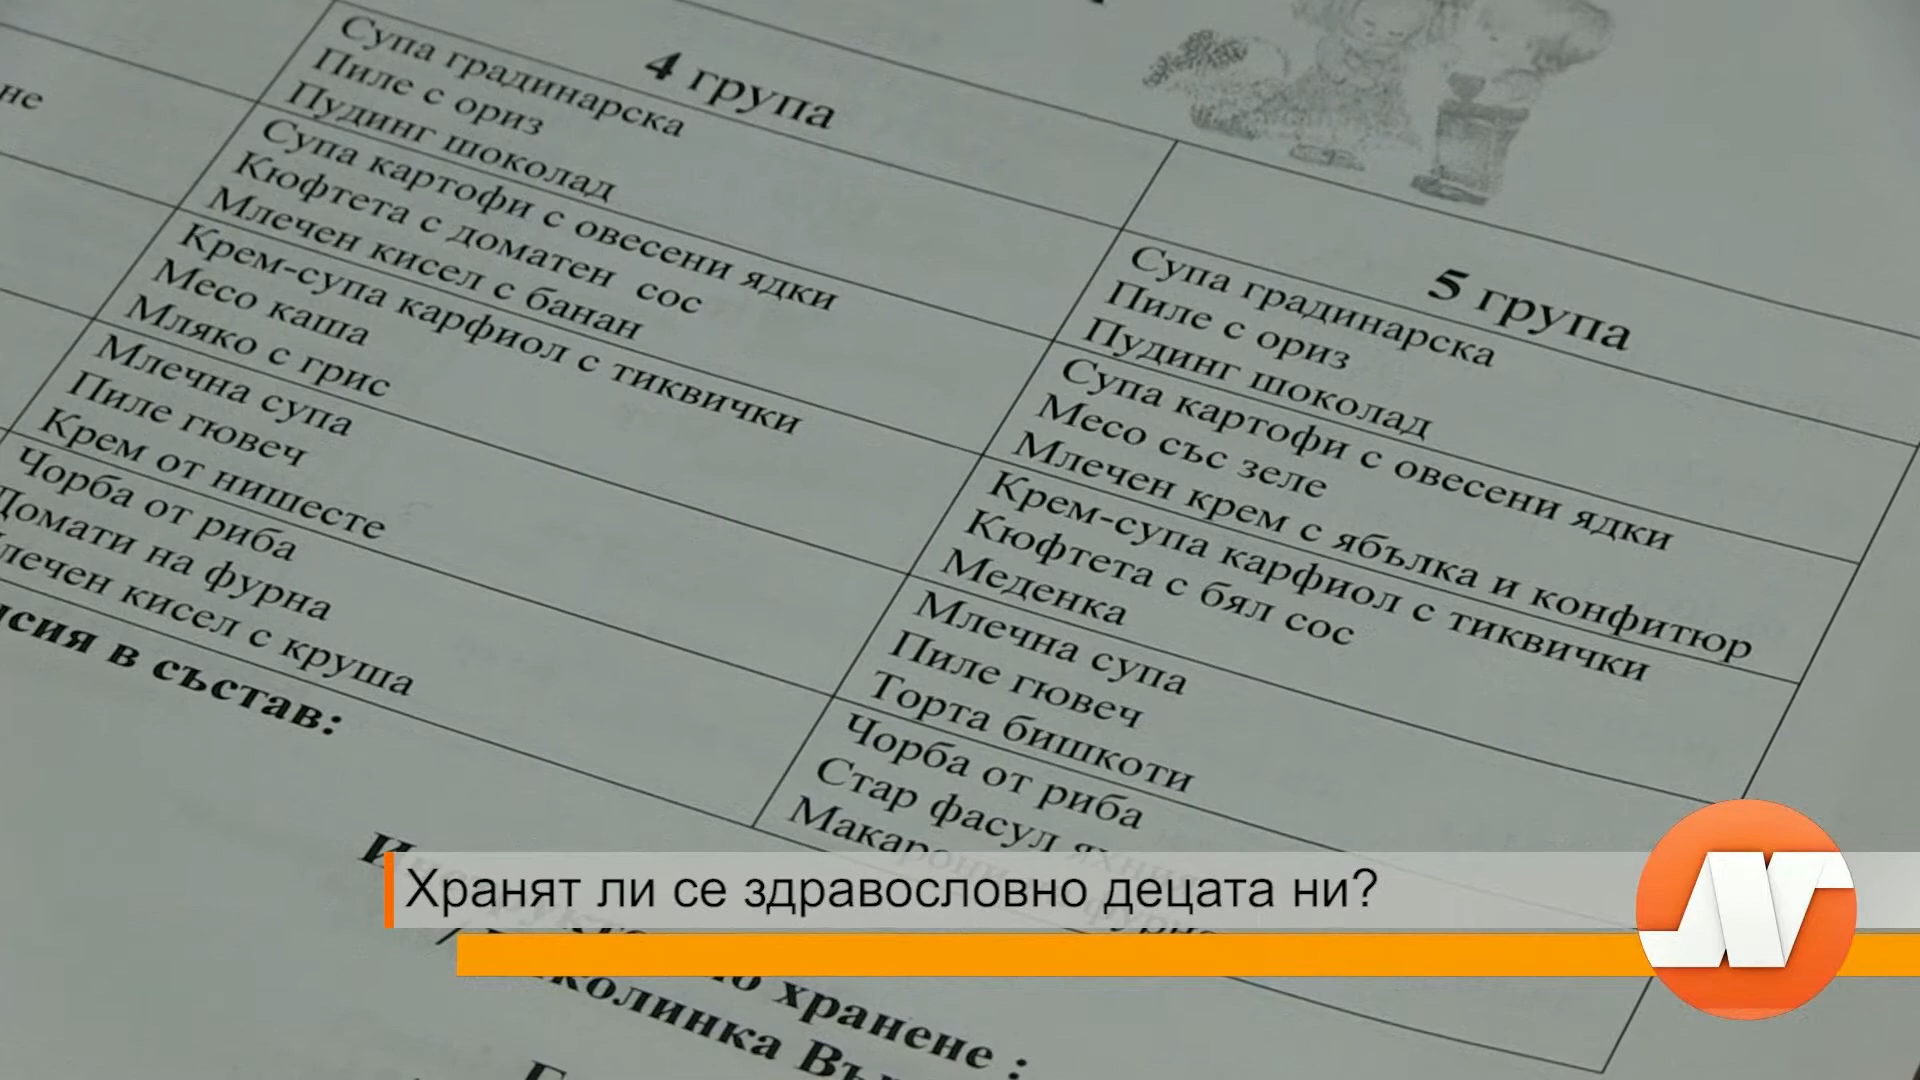 не
4 група
Супа градинарска
Пиле с ориз
Пудинг шоколад
Супа картофи с овесени ядки
Кюфтета с доматен сос
Млечен кисел с банан
Крем-супа карфиол с тиквички
Месо каша
Мляко с грис
Млечна супа
Пиле гювеч
Крем от нишесте
Чорба от риба
Домати на фурна
лечен кисел с круша
5 група
Супа градинарска
Пиле с ориз
Пудинг шоколад
Супа картофи с овесени ядки
Месо със зеле
Млечен крем с ябълка и конфитюр
Крем-супа карфиол с тиквички
Кюфтета с бял сос
Меденка
Млечна супа
Пиле гювеч
Торта бишкоти
Чорба от риба
Стар фасул яхния
Макарони
сия в състав:
хранене :
Хранят ли се здравословно децата ни?